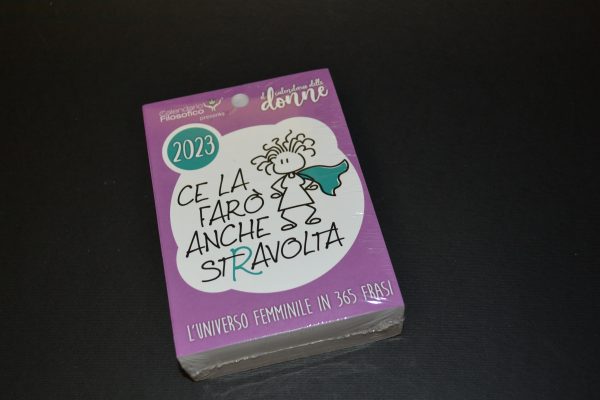 Calendario
Filosofico
presenta
il calendario delle
donne
2023
CE LA
FARÒ
ANCHE
STRAVOLTA
L'UNIVERSO FEMMINILE IN 365 FRASI